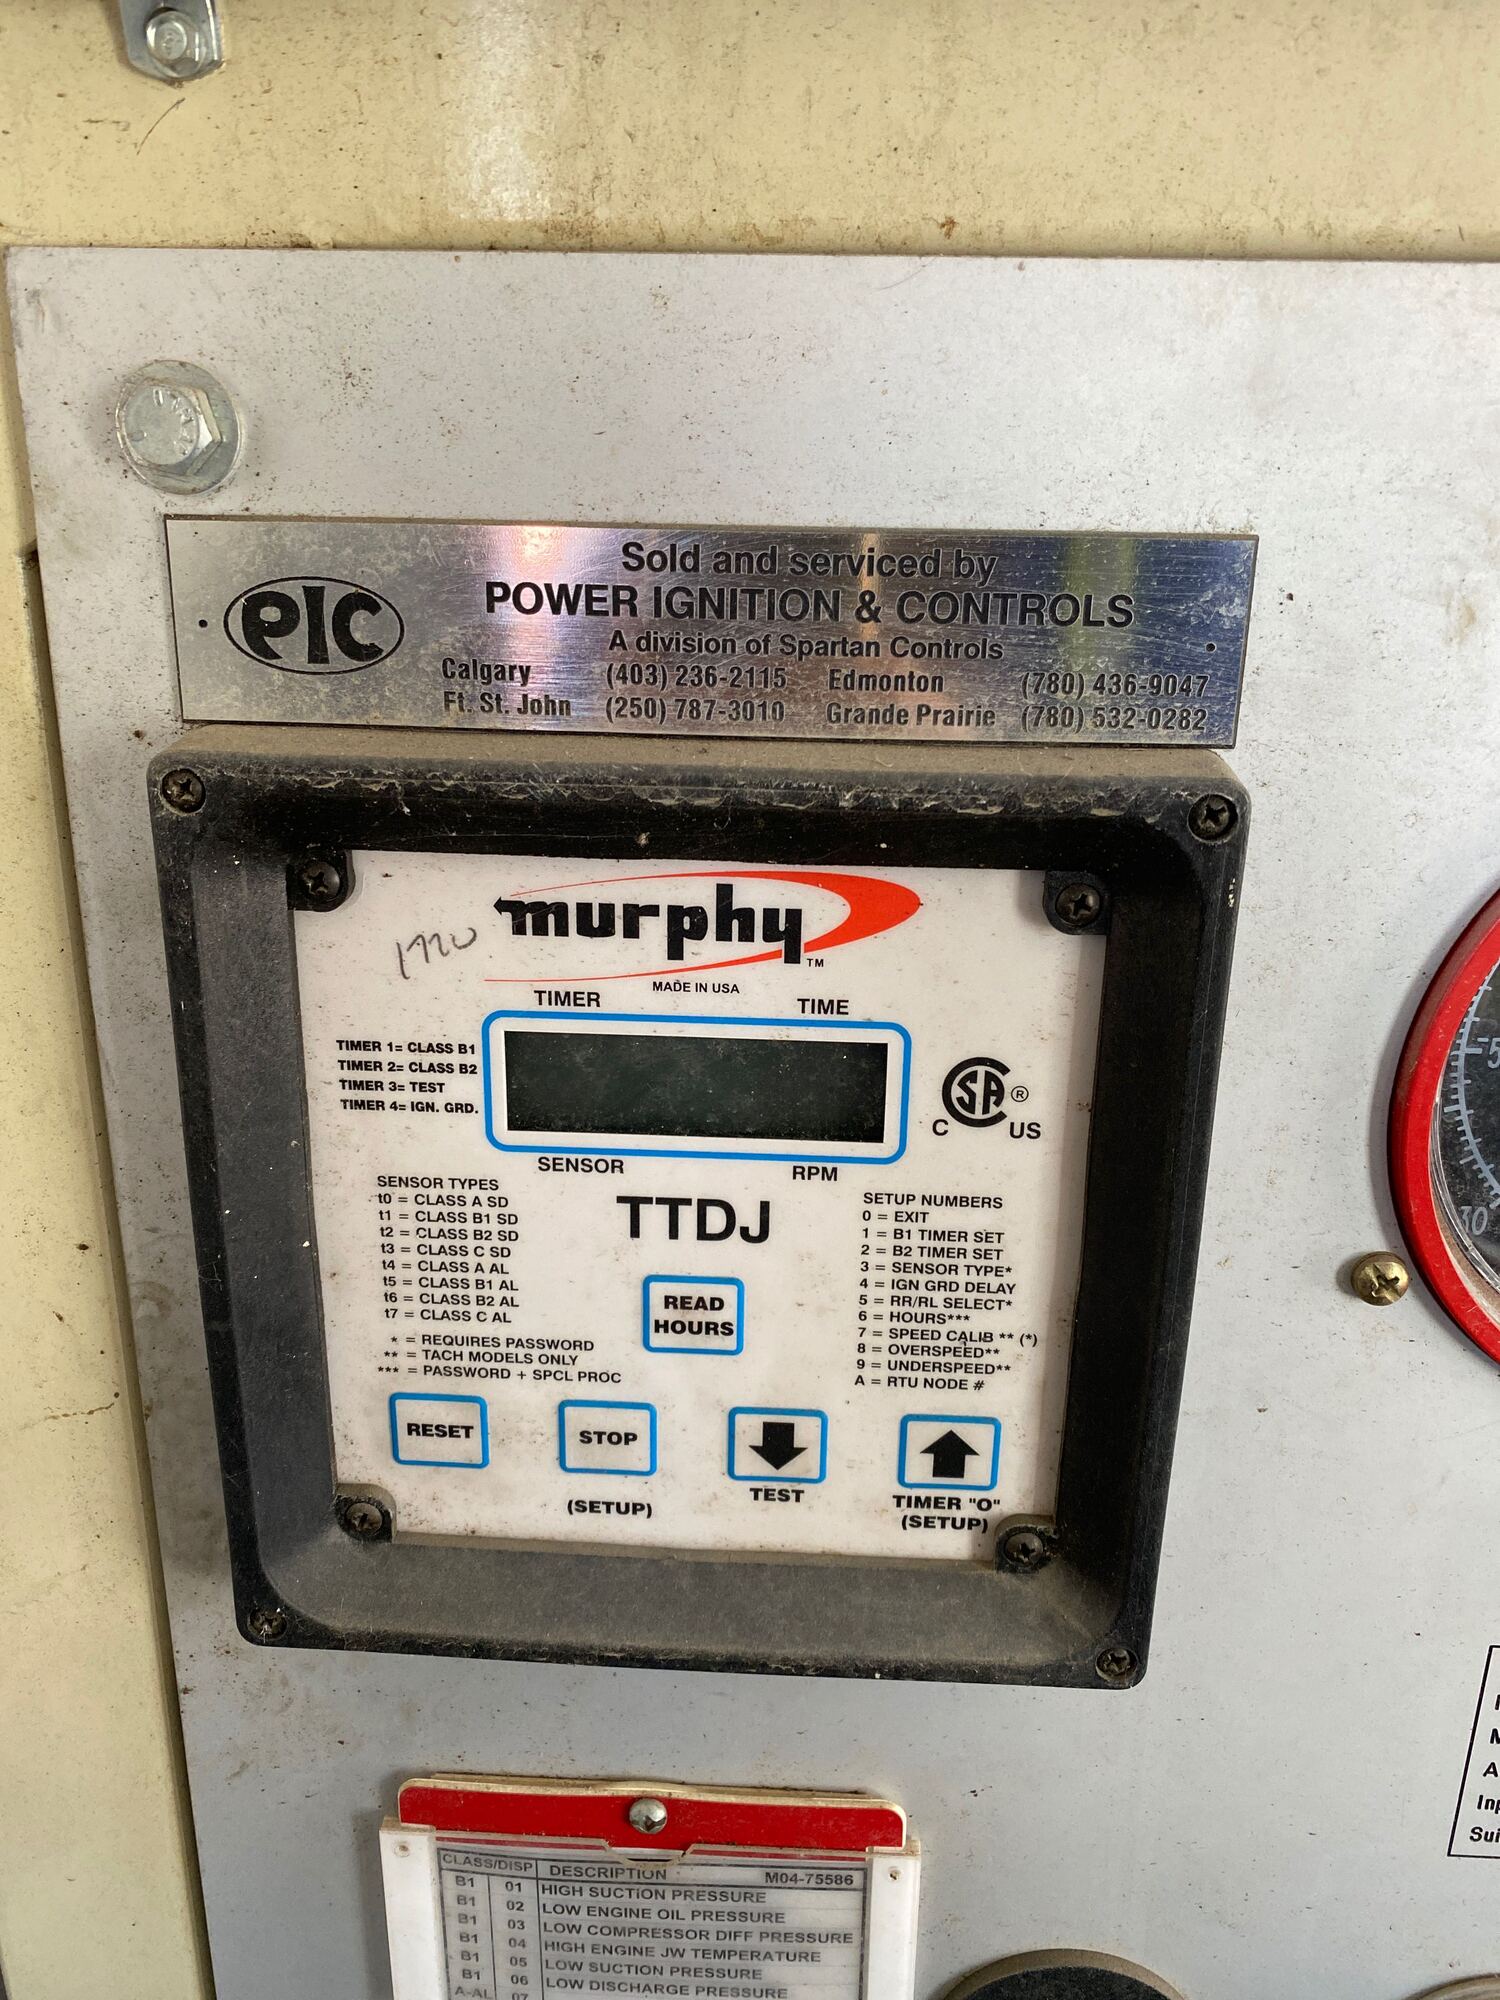 PIC
Sold and serviced by
POWER IGNITION & CONTROLS
A division of Spartan Controls
Calgary (403) 236-2115 Edmonton (780) 436-9047
Ft. St. John (250) 787-3010 Grande Prairie (780) 532-0282
murphy™
MADE IN USA
TIMER TIME
TIMER 1= CLASS B1
TIMER 2= CLASS B2
TIMER 3= TEST
TIMER 4= IGN. GRD.
CSA®
C US
SENSOR RPM
TTDJ
SENSOR TYPES
t0 = CLASS A SD
t1 = CLASS B1 SD
t2 = CLASS B2 SD
t3 = CLASS C SD
t4 = CLASS A AL
t5 = CLASS B1 AL
t6 = CLASS B2 AL
t7 = CLASS C AL
* = REQUIRES PASSWORD
** = TACH MODELS ONLY
*** = PASSWORD + SPCL PROC
READ
HOURS
SETUP NUMBERS
0 = EXIT
1 = B1 TIMER SET
2 = B2 TIMER SET
3 = SENSOR TYPE*
4 = IGN GRD DELAY
5 = RR/RL SELECT*
6 = HOURS***
7 = SPEED CALIB ** (*)
8 = OVERSPEED**
9 = UNDERSPEED**
A = RTU NODE #
RESET
STOP
(SETUP)
TEST
TIMER "O"
(SETUP)
CLASS/DISP DESCRIPTION M04-75586
B1 01 HIGH SUCTION PRESSURE
B1 02 LOW ENGINE OIL PRESSURE
B1 03 LOW COMPRESSOR DIFF PRESSURE
B1 04 HIGH ENGINE JW TEMPERATURE
B1 05 LOW SUCTION PRESSURE
B1 06 LOW DISCHARGE PRESSURE
A-AL 07
-5
30
M
A
Inp
Sui